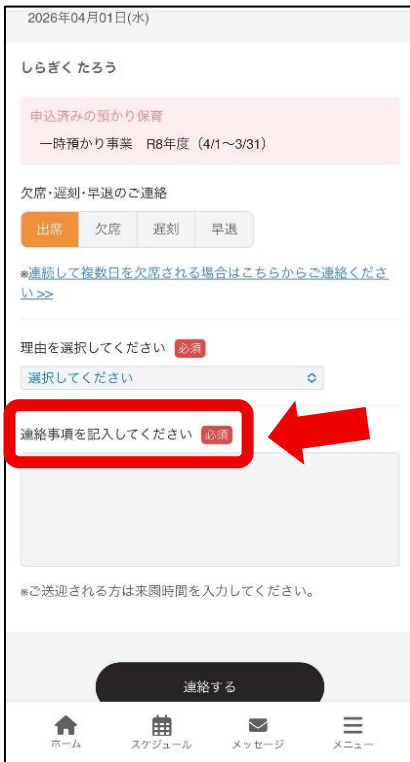 2026年04月01日(水)
しらぎく たろう
申込済みの預かり保育
一時預かり事業　R8年度（4/1～3/31）
欠席・遅刻・早退のご連絡
出席 欠席 遅刻 早退
※連続して複数日を欠席される場合はこちらからご連絡くださ
い >>
理由を選択してください 必須
選択してください
連絡事項を記入してください 必須
※ご送迎される方は来園時間を入力してください。
連絡する
ホーム スケジュール メッセージ メニュー